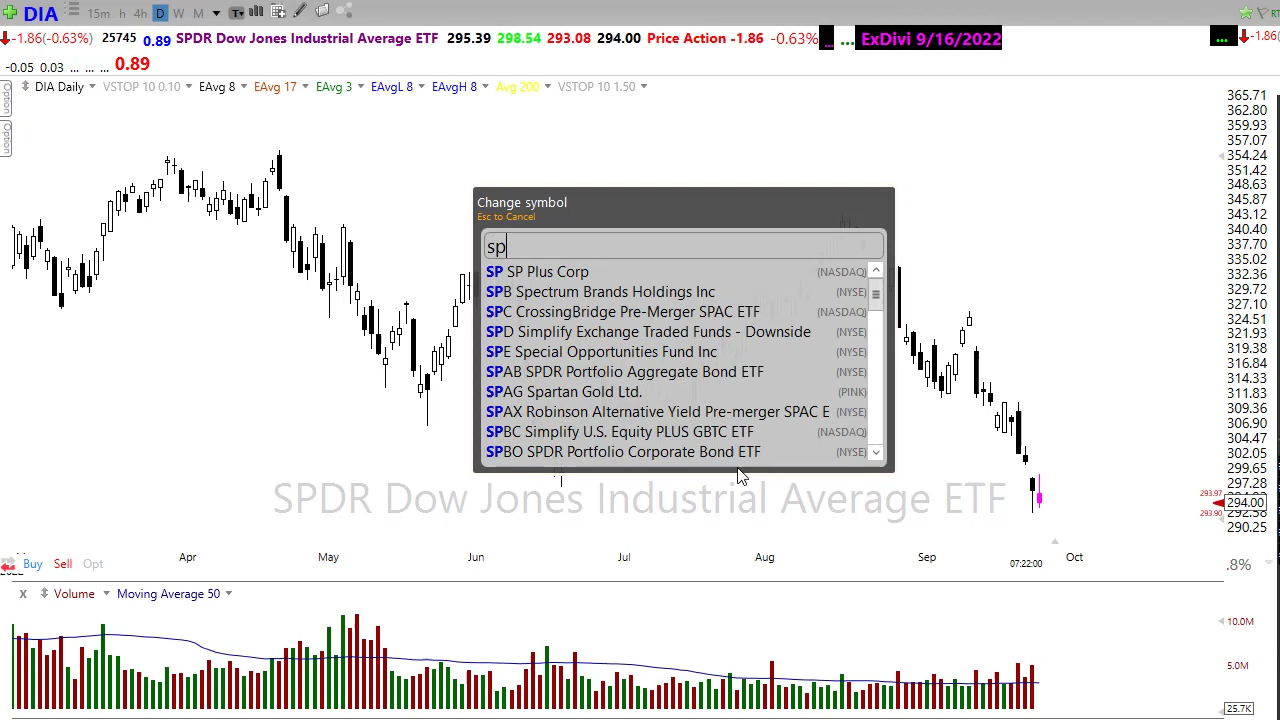 DIA 15m h 4h D W M T
-1.86(-0.63%) 25745 0.89 SPDR Dow Jones Industrial Average ETF 295.39 298.54 293.08 294.00 Price Action -1.86 -0.63% ... ... ExDivi 9/16/2022 ... -1.86(
-0.05 0.03 ... ... ... 0.89
DIA Daily VSTOP 10 0.10 EAvg 8 EAvg 17 EAvg 3 EAvgL 8 EAvgH 8 Avg 200 VSTOP 10 1.50
Option
Option
Change symbol
Esc to Cancel
sp
SP SP Plus Corp (NASDAQ)
SPB Spectrum Brands Holdings Inc (NYSE)
SPC CrossingBridge Pre-Merger SPAC ETF (NASDAQ)
SPD Simplify Exchange Traded Funds - Downside (NYSE)
SPE Special Opportunities Fund Inc (NYSE)
SPAB SPDR Portfolio Aggregate Bond ETF (NYSE)
SPAG Spartan Gold Ltd. (PINK)
SPAX Robinson Alternative Yield Pre-merger SPAC E (NYSE)
SPBC Simplify U.S. Equity PLUS GBTC ETF (NASDAQ)
SPBO SPDR Portfolio Corporate Bond ETF (NYSE)
SPDR Dow Jones Industrial Average ETF
365.71
362.80
359.93
357.07
354.24
351.42
348.63
345.87
343.12
340.40
337.70
335.02
332.36
329.72
327.10
324.51
321.93
319.38
316.84
314.33
311.83
309.36
306.90
304.47
302.05
299.65
297.28
293.97
294.00
293.90
290.25
Apr May Jun Jul Aug Sep Oct
07:22:00
Buy Sell Opt
.8%
2022
X Volume Moving Average 50
10.0M
5.0M
25.7K